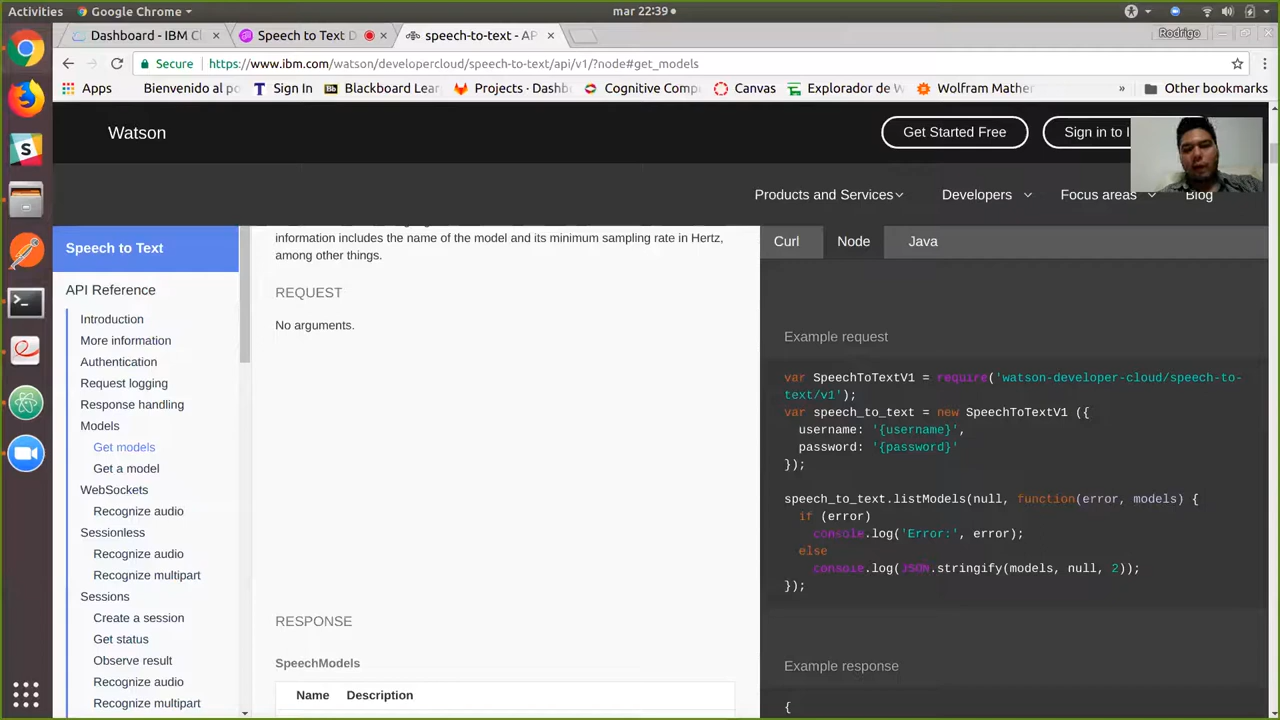 Activities
Google Chrome
mar 22:39
Rodrigo
Dashboard - IBM Cl
Speech to Text D
speech-to-text - AP
Secure
https://www.ibm.com/watson/developercloud/speech-to-text/api/v1/?node#get_models
Apps
Bienvenido al po
Sign In
Blackboard Lear
Projects · Dashb
Cognitive Comp
Canvas
Explorador de W
Wolfram Mather
»
Other bookmarks
Watson
Get Started Free
Sign in to I
Products and Services
Developers
Focus areas
Blog
Speech to Text
API Reference
Introduction
More information
Authentication
Request logging
Response handling
Models
Get models
Get a model
WebSockets
Recognize audio
Sessionless
Recognize audio
Recognize multipart
Sessions
Create a session
Get status
Observe result
Recognize audio
Recognize multipart
information includes the name of the model and its minimum sampling rate in Hertz,
among other things.
REQUEST
No arguments.
RESPONSE
SpeechModels
Name Description
Curl
Node
Java
Example request
var SpeechToTextV1 = require('watson-developer-cloud/speech-to-
text/v1');
var speech_to_text = new SpeechToTextV1 ({
username: '{username}',
password: '{password}'
});
speech_to_text.listModels(null, function(error, models) {
if (error)
console.log('Error:', error);
else
console.log(JSON.stringify(models, null, 2));
});
Example response
{